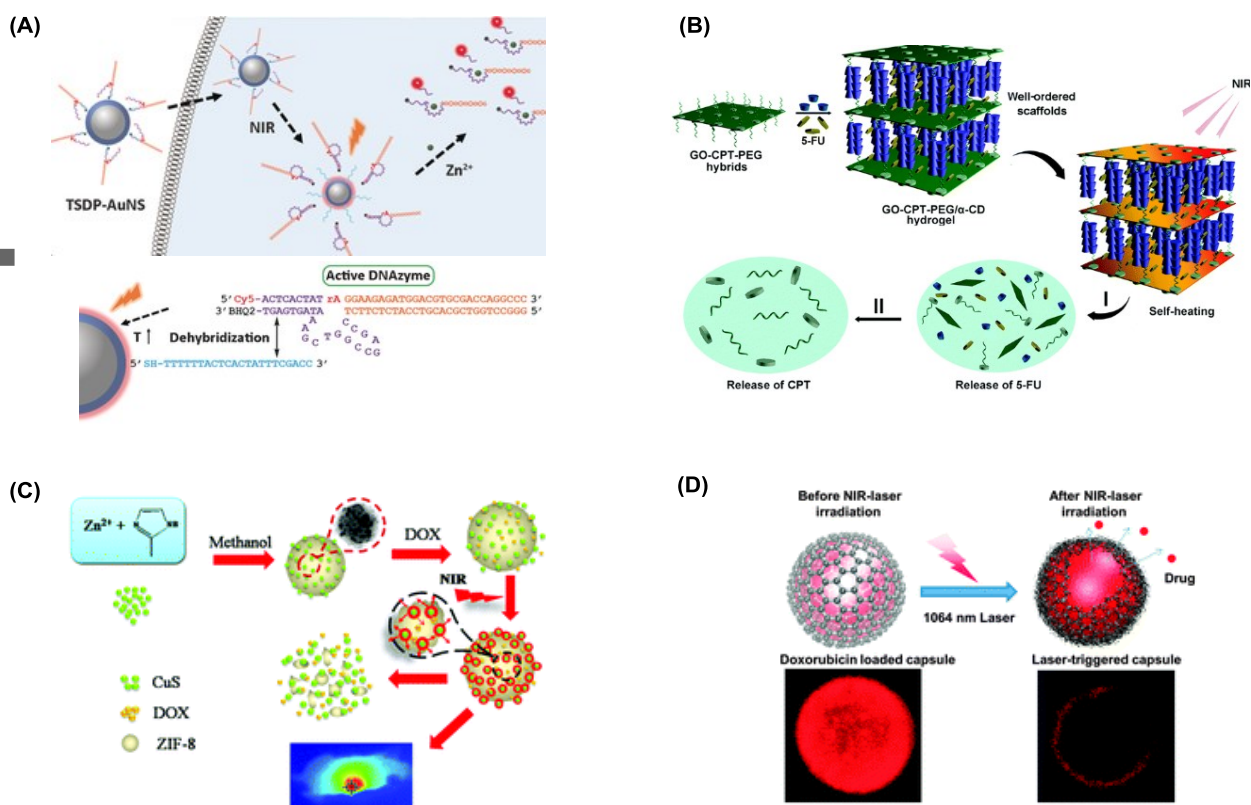 (A)
NIR
Zn²⁺
TSDP-AuNS
Active DNAzyme
5′ Cy5-ACTCACTAT rA GGAAGAGATGGACGTGCGACCAGGCCC 3′
3′ BHQ2-TGAGTGATA TCTTCTCTACCTGCACGCTGGTCCGGG 5′
T↑
Dehybridization
A
A
G
C
T
G
G
C
C
G
A
G
C
C
5′ SH-TTTTTTACTCACTATTTCGACC 3′
(B)
NIR
5-FU
Well-ordered
scaffolds
GO-CPT-PEG
hybrids
GO-CPT-PEG/α-CD
hydrogel
I
Self-heating
II
Release of CPT
Release of 5-FU
(C)
Zn²⁺ +
N
NH
Methanol
DOX
NIR
CuS
DOX
ZIF-8
(D)
Before NIR-laser
irradiation
After NIR-laser
irradiation
Drug
1064 nm Laser
Doxorubicin loaded capsule
Laser-triggered capsule